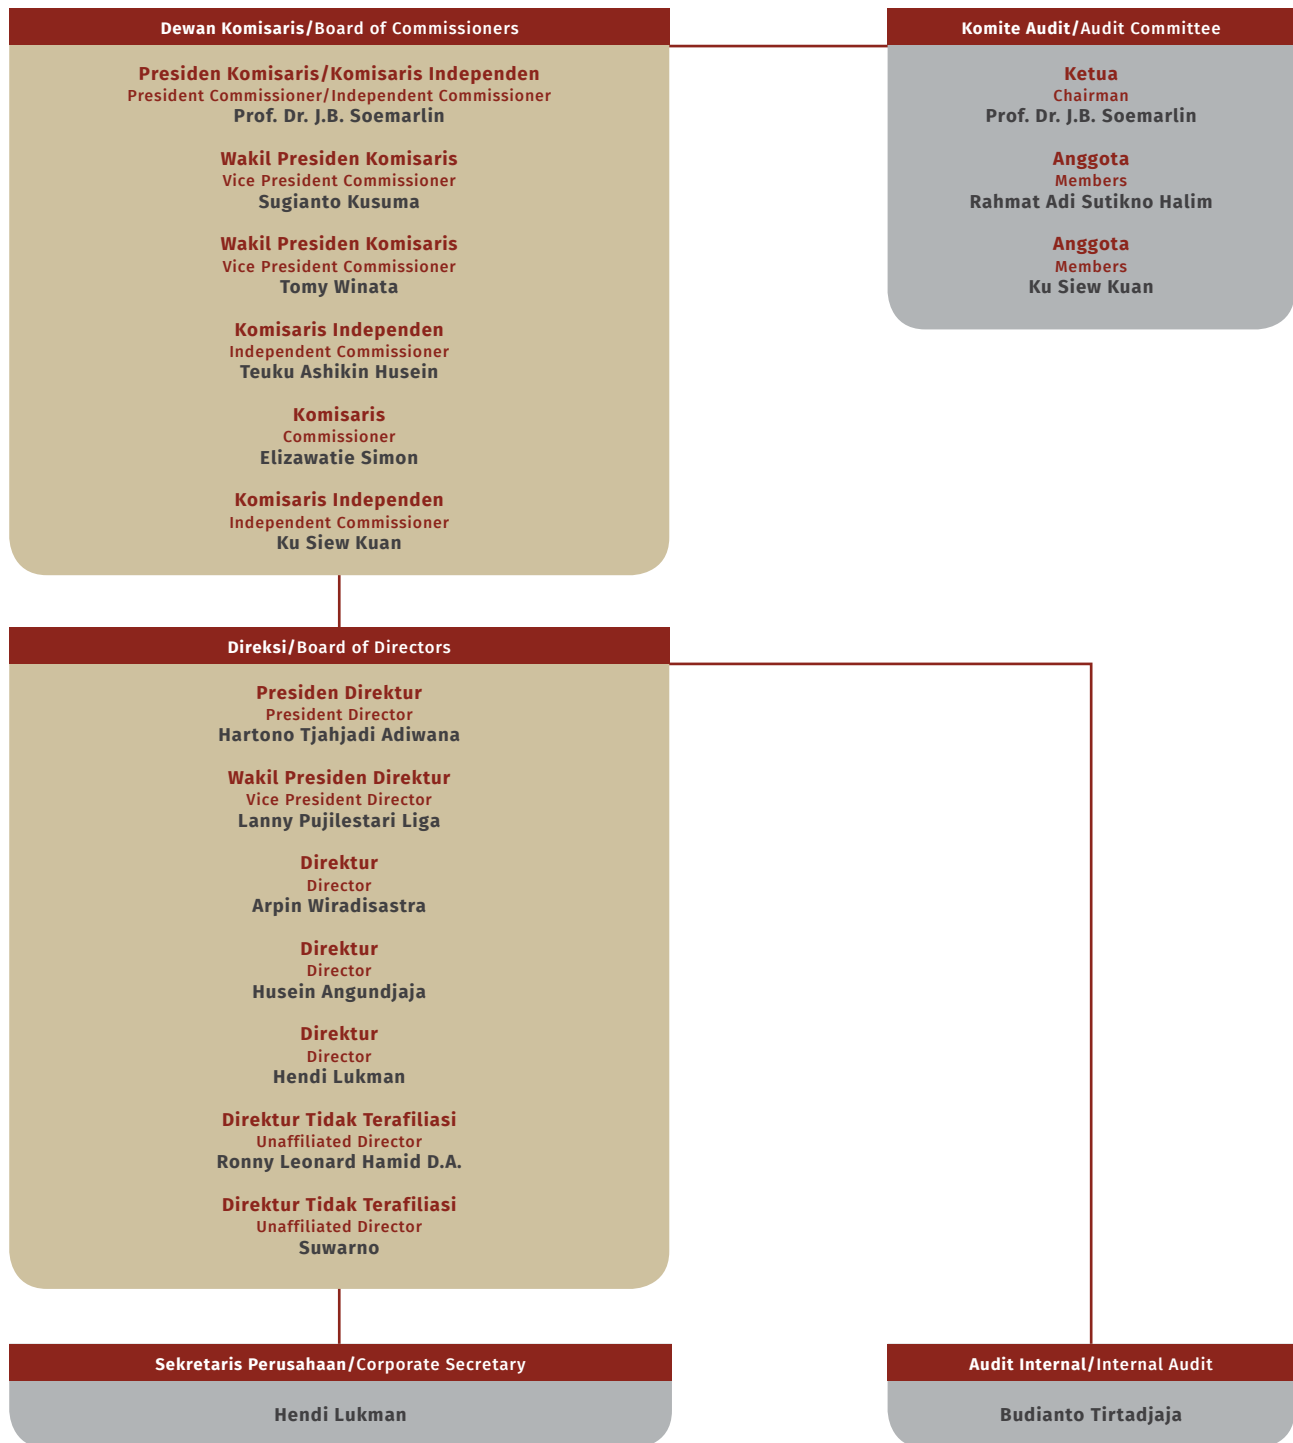 Dewan Komisaris/Board of Commissioners
Presiden Komisaris/Komisaris Independen
President Commissioner/Independent Commissioner
Prof. Dr. J.B. Soemarlin
Wakil Presiden Komisaris
Vice President Commissioner
Sugianto Kusuma
Wakil Presiden Komisaris
Vice President Commissioner
Tomy Winata
Komisaris Independen
Independent Commissioner
Teuku Ashikin Husein
Komisaris
Commissioner
Elizawatie Simon
Komisaris Independen
Independent Commissioner
Ku Siew Kuan
Komite Audit/Audit Committee
Ketua
Chairman
Prof. Dr. J.B. Soemarlin
Anggota
Members
Rahmat Adi Sutikno Halim
Anggota
Members
Ku Siew Kuan
Direksi/Board of Directors
Presiden Direktur
President Director
Hartono Tjahjadi Adiwana
Wakil Presiden Direktur
Vice President Director
Lanny Pujilestari Liga
Direktur
Director
Arpin Wiradisastra
Direktur
Director
Husein Angundjaja
Direktur
Director
Hendi Lukman
Direktur Tidak Terafiliasi
Unaffiliated Director
Ronny Leonard Hamid D.A.
Direktur Tidak Terafiliasi
Unaffiliated Director
Suwarno
Sekretaris Perusahaan/Corporate Secretary
Hendi Lukman
Audit Internal/Internal Audit
Budianto Tirtadjaja